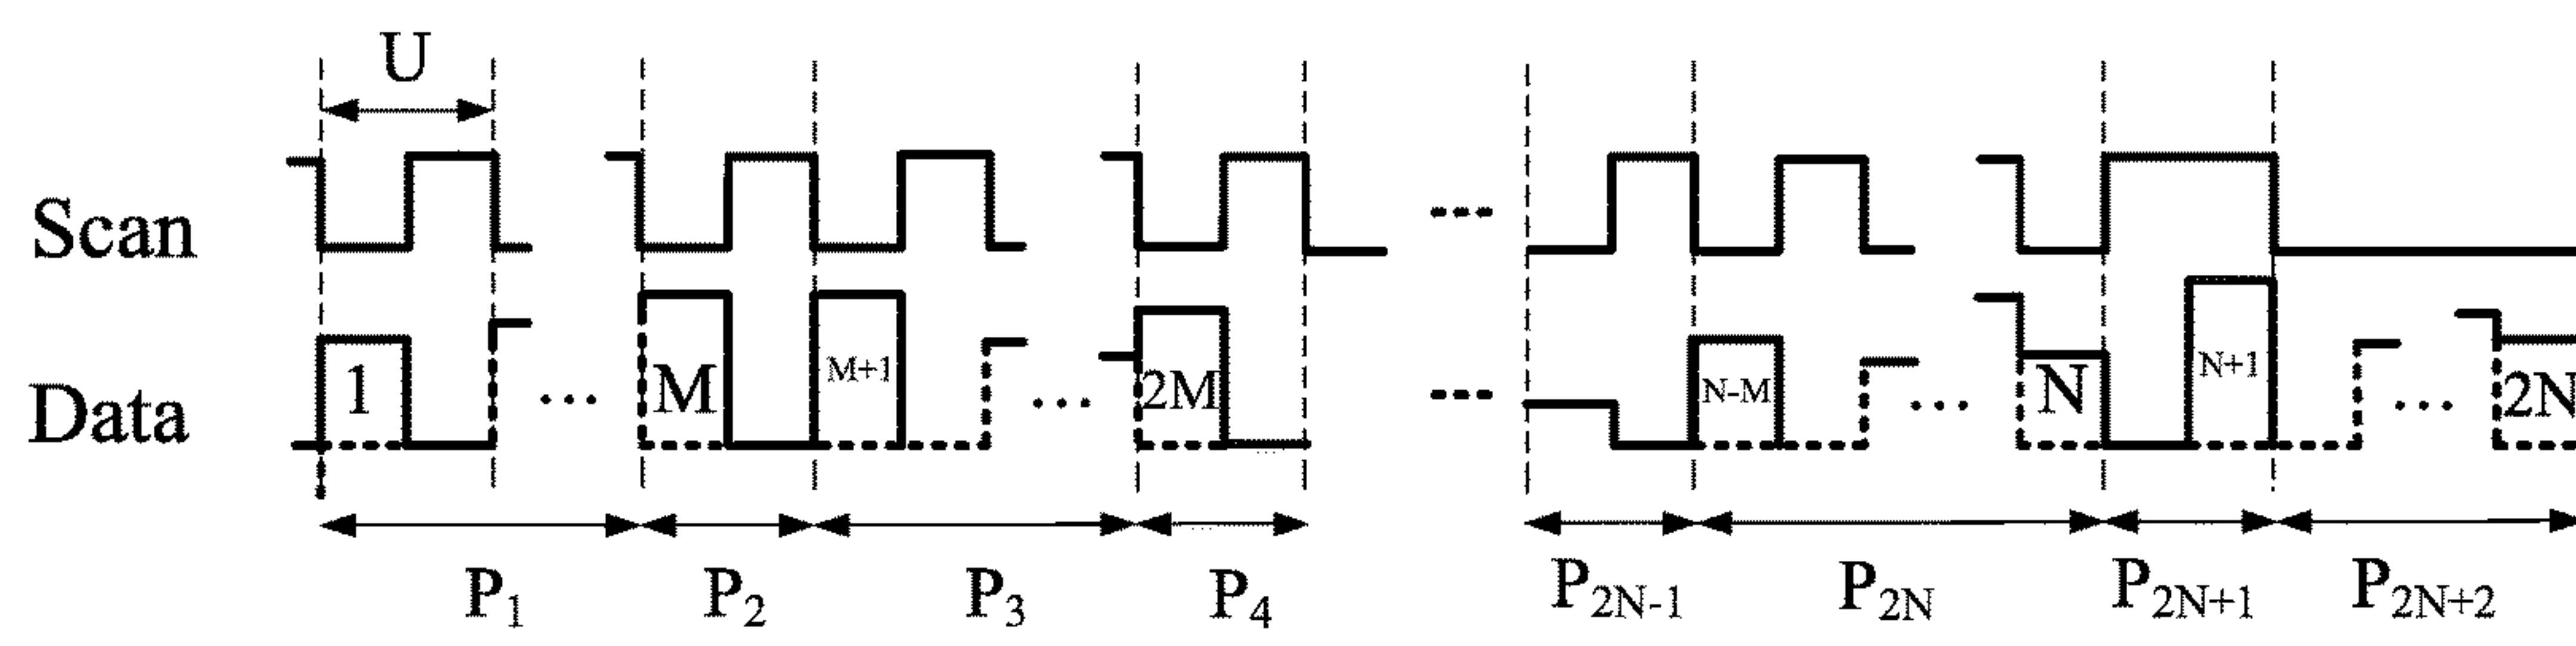 U
Scan
Data 1 ... M M+1 ... 2M N-M ... N N+1 ... 2N
P₁ P₂ P₃ P₄ P₂N₋₁ P₂N P₂N₊₁ P₂N₊₂